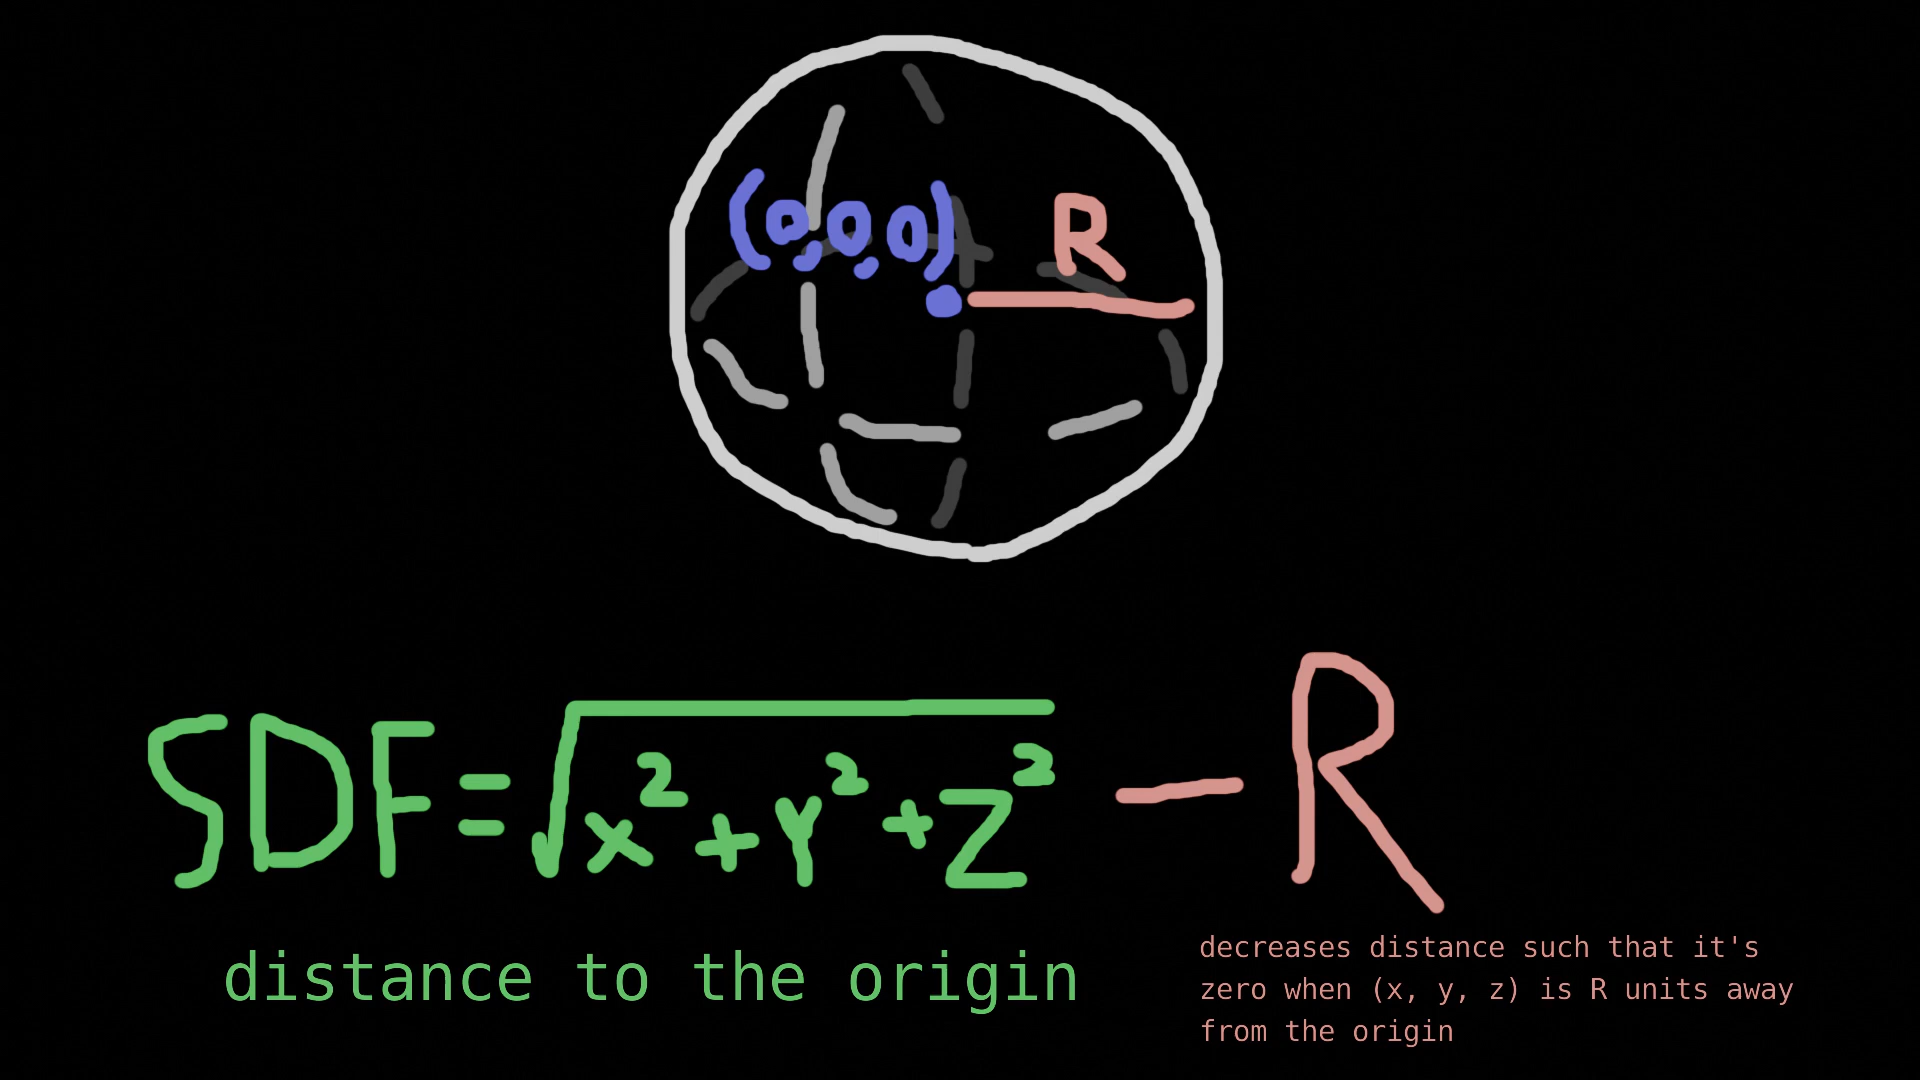 (0,0,0)
R
SDF=√x²+y²+z² - R
distance to the origin
decreases distance such that it's
zero when (x, y, z) is R units away
from the origin